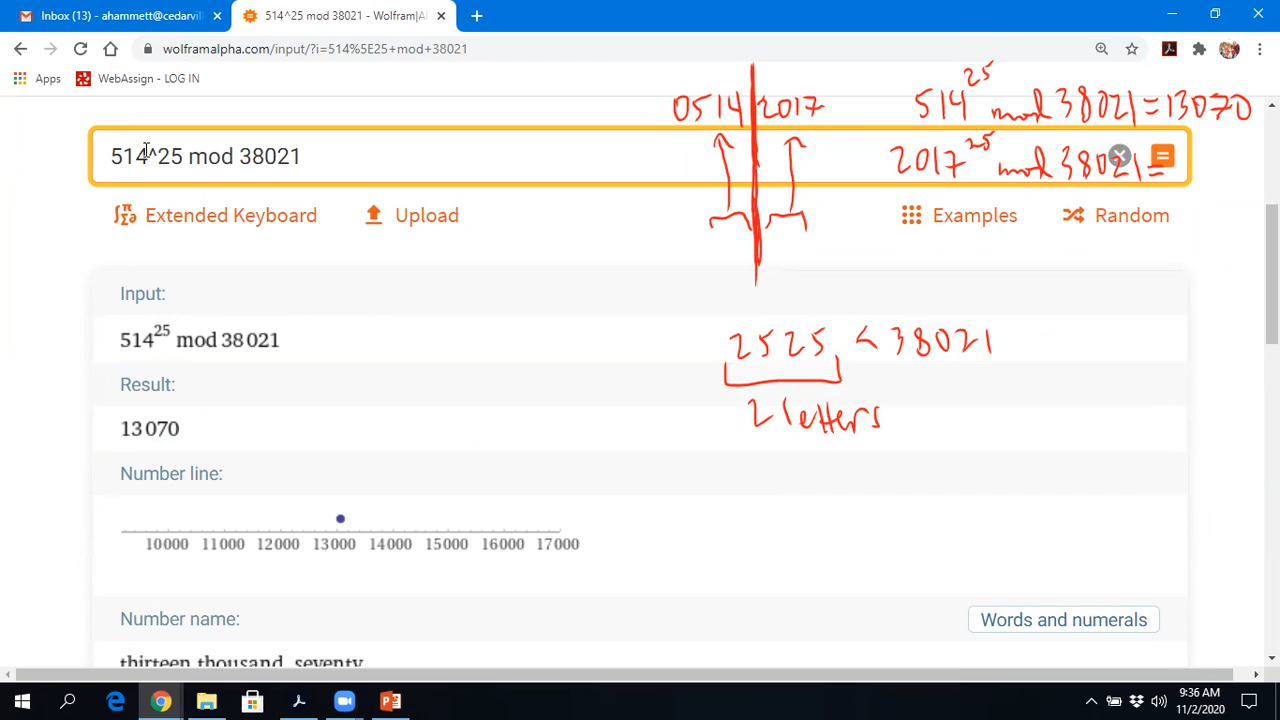 Inbox (13) - ahammett@cedarvill
514^25 mod 38021 - Wolfram|Al
wolframalpha.com/input/?i=514%5E25+mod+38021
Apps
WebAssign - LOG IN
0514 2017
514^25 mod 38021 = 13070
514^25 mod 38021
2017^25 mod 38021 =
Extended Keyboard
Upload
Examples
Random
Input:
514^25 mod 38021
2525 < 38021
2 letters
Result:
13070
Number line:
10000 11000 12000 13000 14000 15000 16000 17000
Number name:
Words and numerals
thirteen thousand, seventy
9:36 AM
11/2/2020